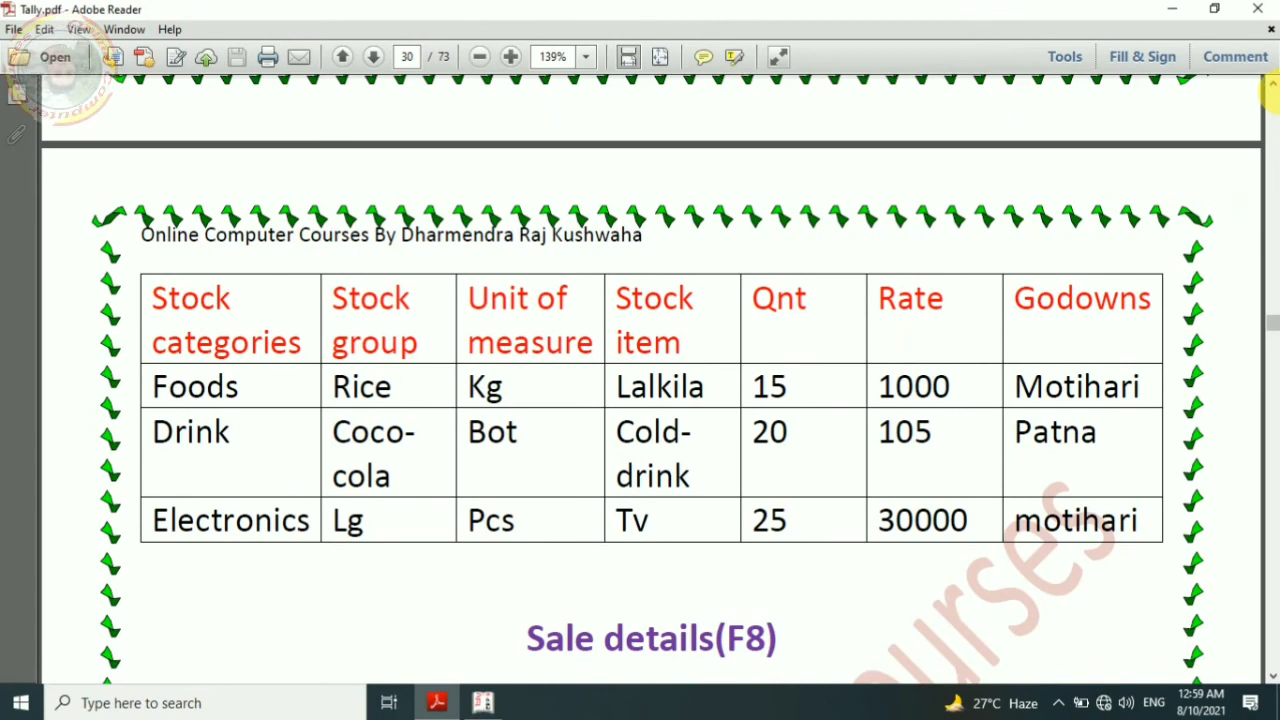 Tally.pdf - Adobe Reader
File Edit View Window Help
Open 30 / 73 139% Tools Fill & Sign Comment
Online Computer Courses By Dharmendra Raj Kushwaha
Stock categories Stock group Unit of measure Stock item Qnt Rate Godowns
Foods Rice Kg Lalkila 15 1000 Motihari
Drink Coco-cola Bot Cold-drink 20 105 Patna
Electronics Lg Pcs Tv 25 30000 motihari
Sale details(F8)
ourses
Type here to search 27°C Haze ENG 12:59 AM
8/10/2021